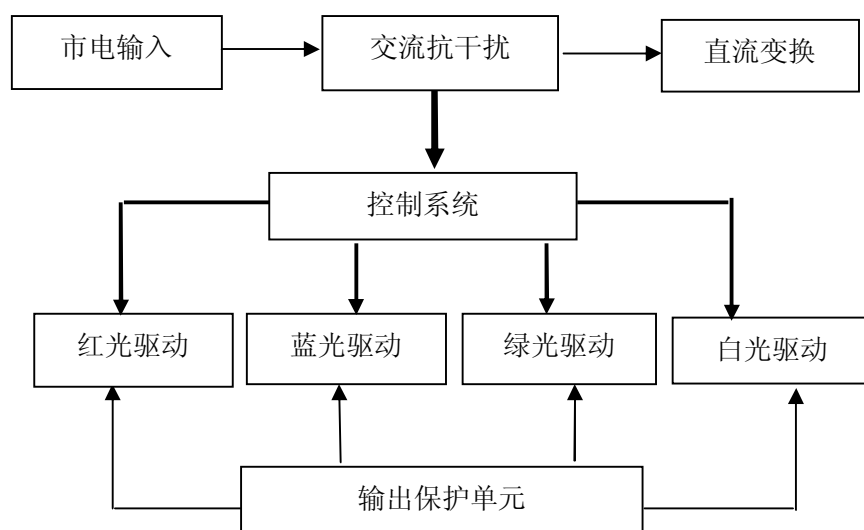 市电输入
交流抗干扰
直流变换
控制系统
红光驱动
蓝光驱动
绿光驱动
白光驱动
输出保护单元